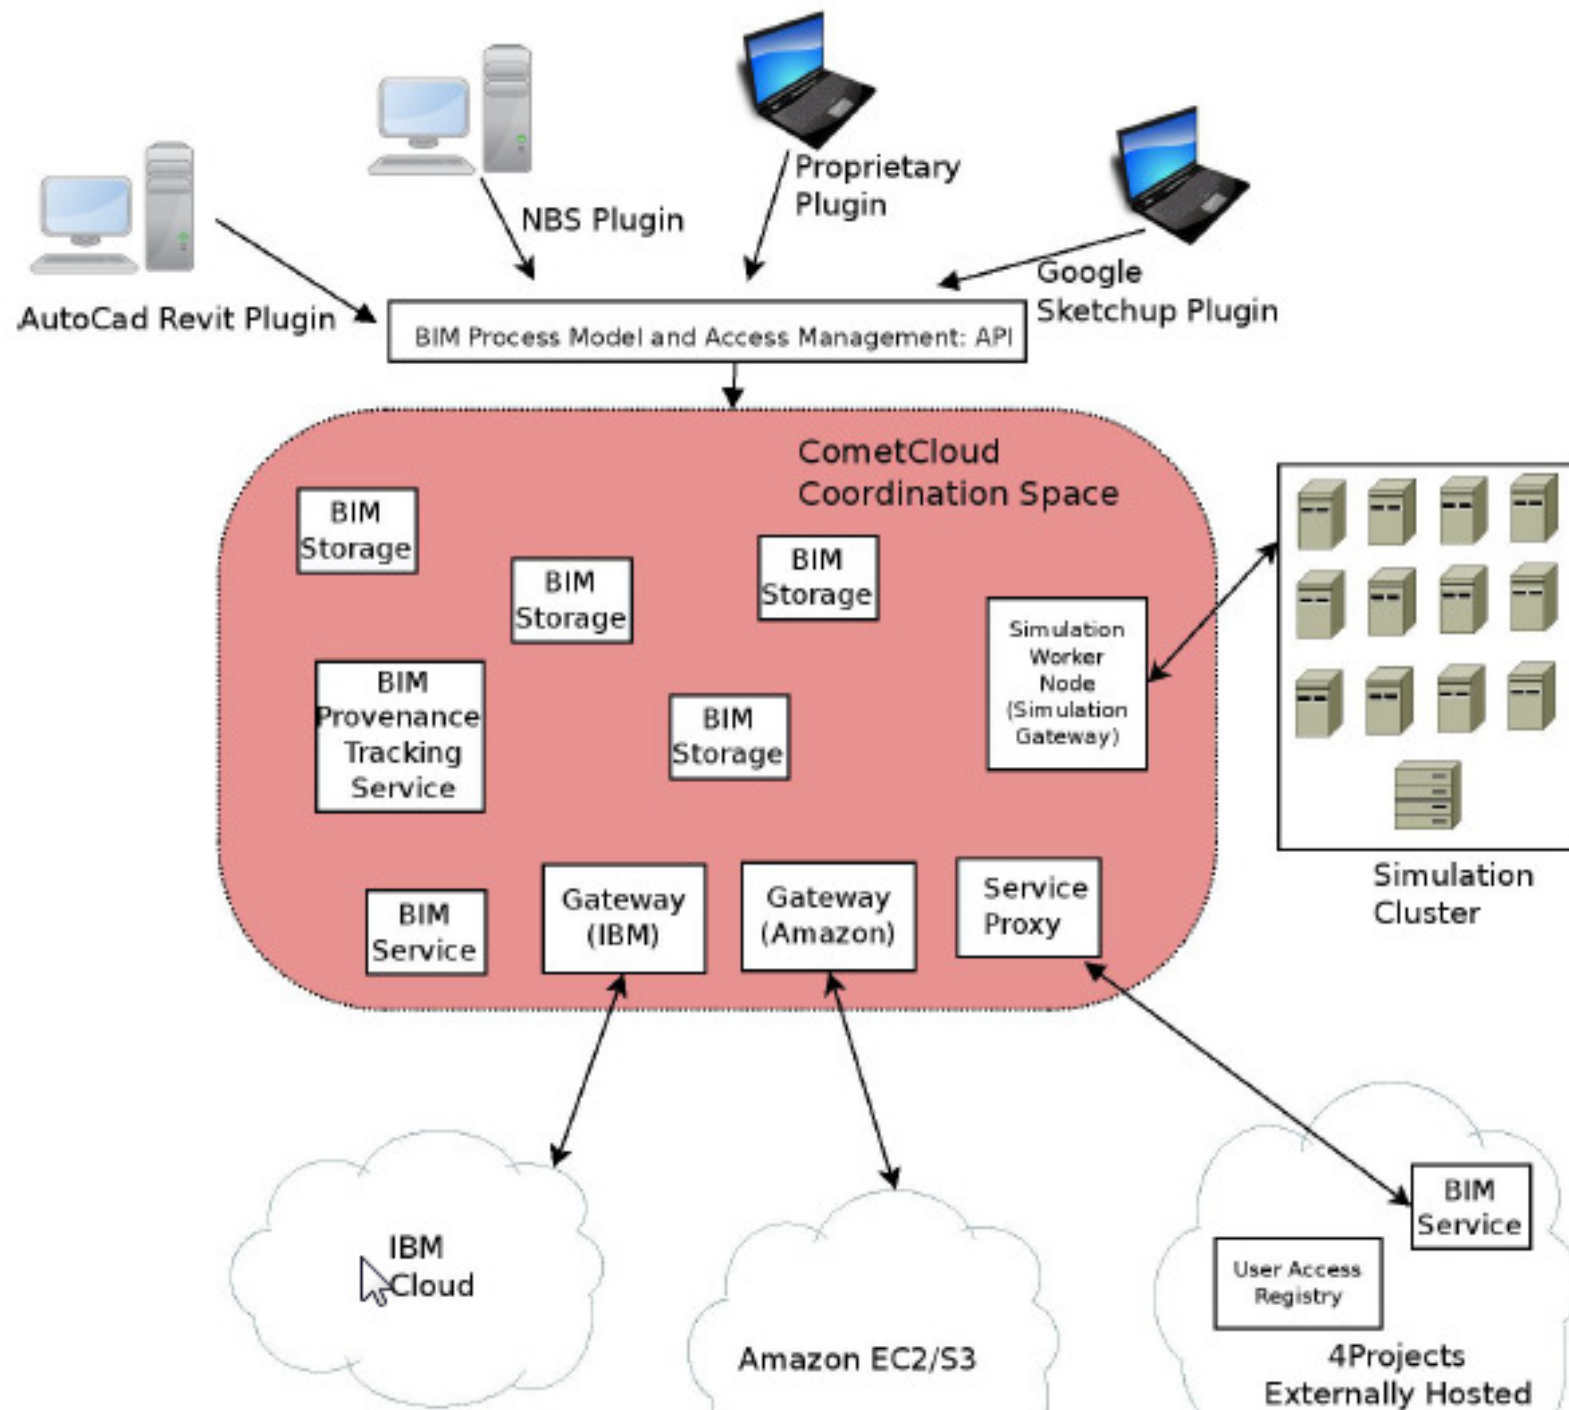 NBS Plugin
Proprietary
Plugin
AutoCad Revit Plugin
Google
Sketchup Plugin
BIM Process Model and Access Management: API
CometCloud
Coordination Space
BIM
Storage
BIM
Storage
BIM
Storage
Simulation
Worker
Node
(Simulation
Gateway)
BIM
Provenance
Tracking
Service
BIM
Storage
Simulation
Cluster
BIM
Service
Gateway
(IBM)
Gateway
(Amazon)
Service
Proxy
IBM
Cloud
Amazon EC2/S3
BIM
Service
User Access
Registry
4Projects
Externally Hosted